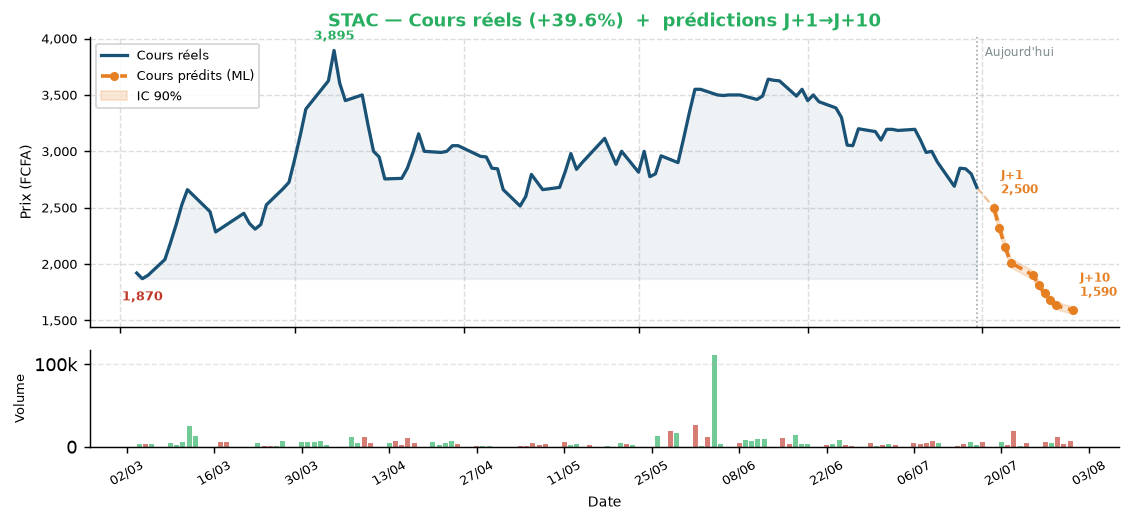 STAC — Cours réels (+39.6%)  +  prédictions J+1→J+10
Prix (FCFA)
4,000
3,500
3,000
2,500
2,000
1,500
Cours réels
Cours prédits (ML)
IC 90%
3,895
1,870
Aujourd'hui
J+1
2,500
J+10
1,590
Volume
100k
0
02/03
16/03
30/03
13/04
27/04
11/05
25/05
08/06
22/06
06/07
20/07
03/08
Date